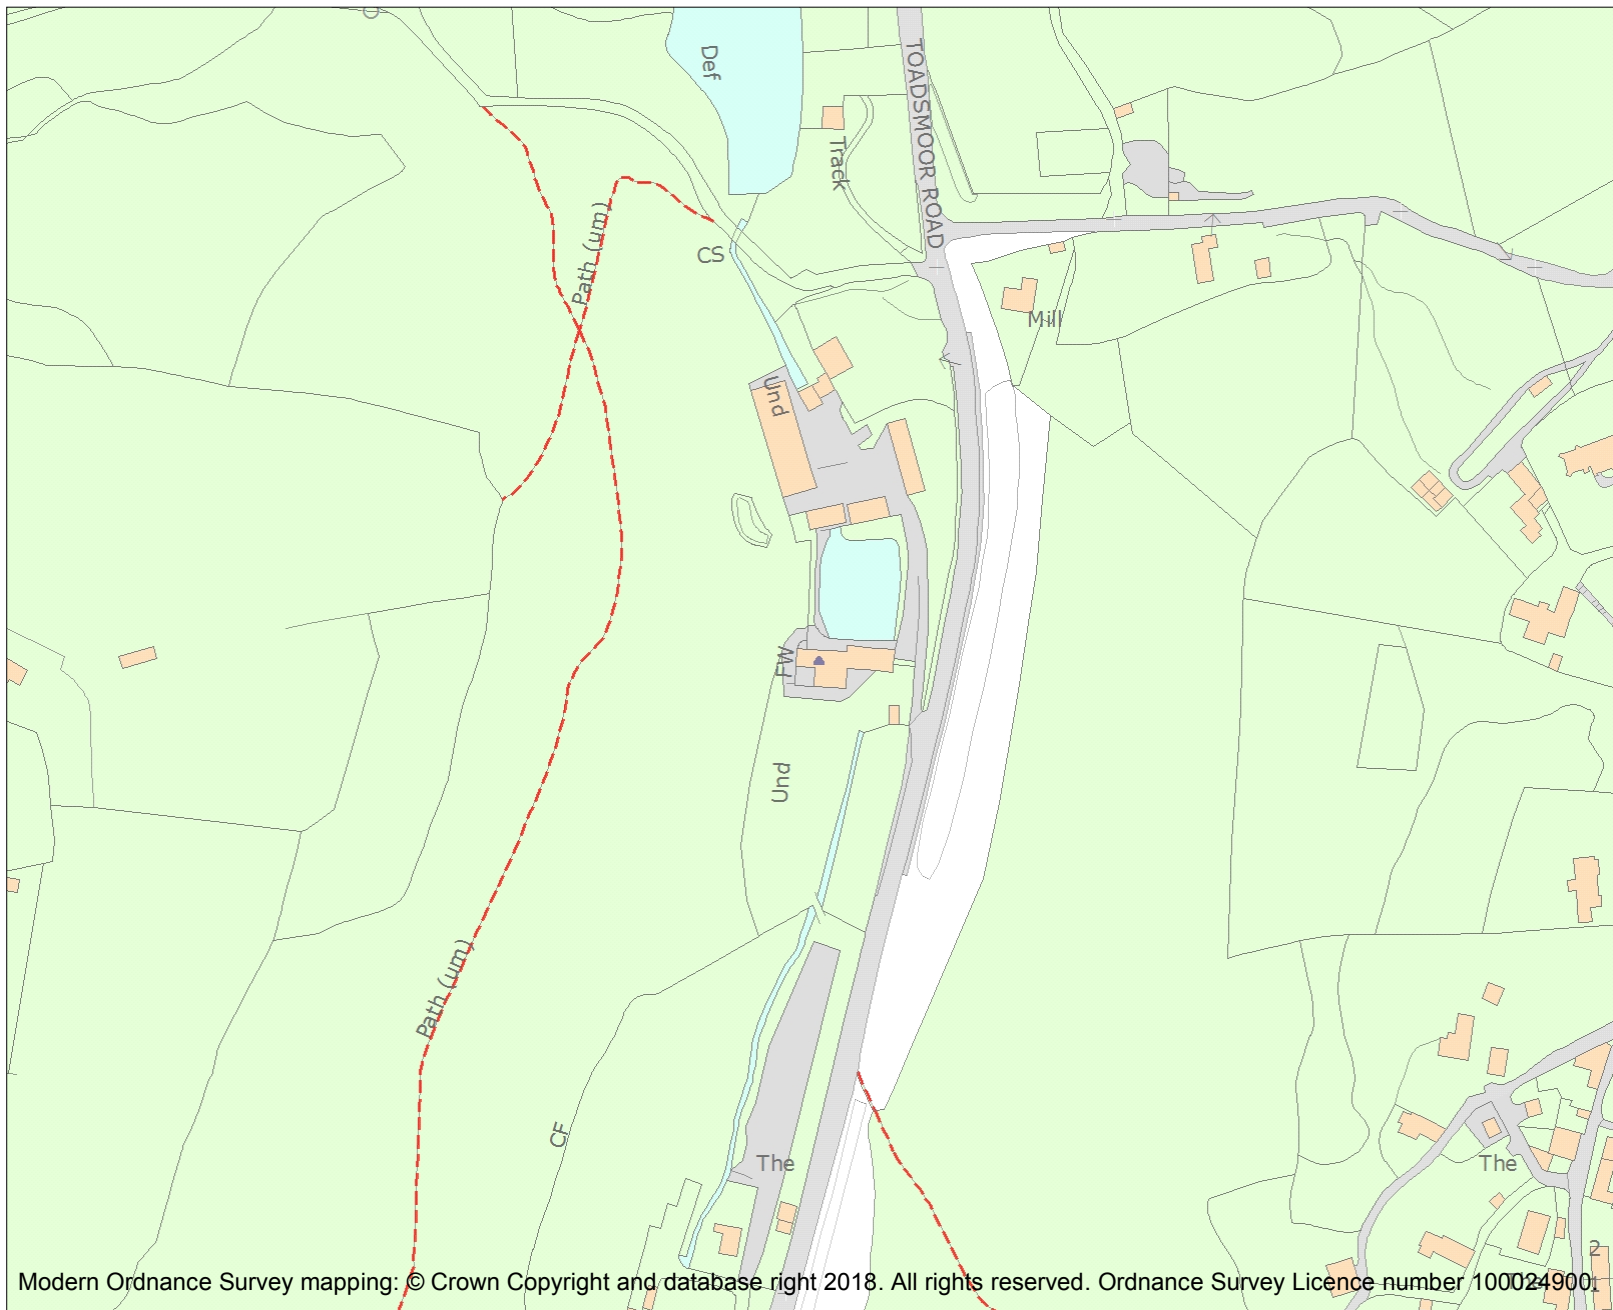 Def
TOADSMOOR ROAD
Track
Path (um)
CS
Mill
Und
FW
Und
Path (um)
CF
The
The
2
Modern Ordnance Survey mapping: © Crown Copyright and database right 2018. All rights reserved. Ordnance Survey Licence number 100024900.